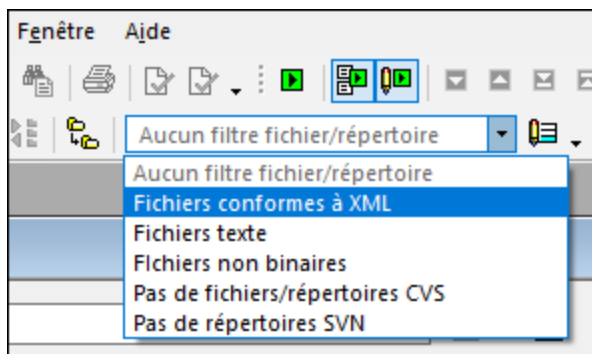 Fenêtre Aide
Aucun filtre fichier/répertoire
Aucun filtre fichier/répertoire
Fichiers conformes à XML
Fichiers texte
FIchiers non binaires
Pas de fichiers/répertoires CVS
Pas de répertoires SVN